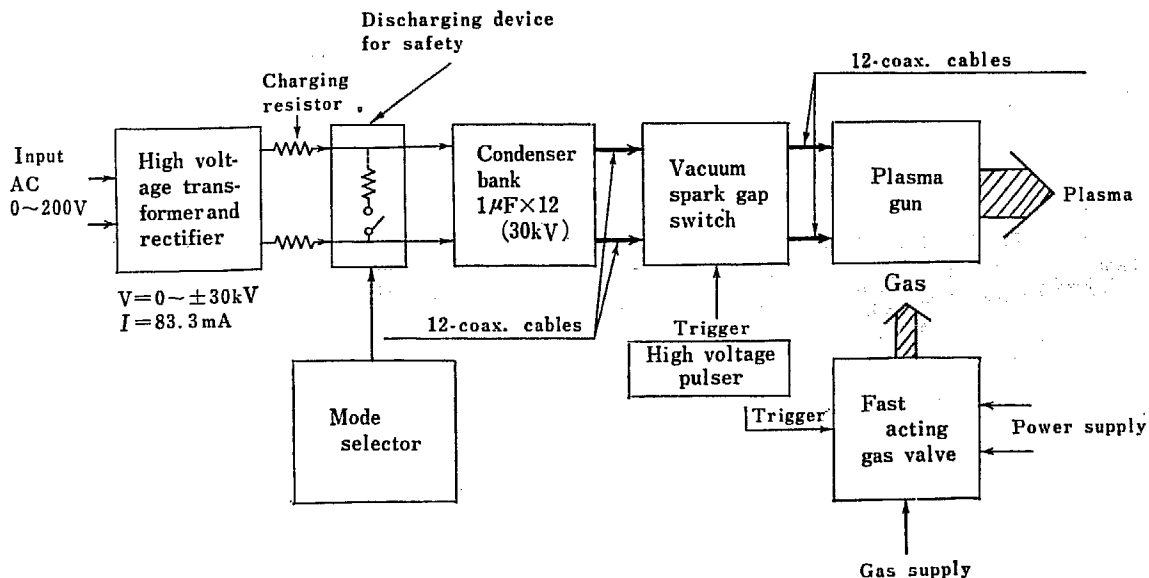 Discharging device
for safety
12-coax. cables
Charging
resistor
Input
AC
0~200V
High volt-
age trans-
former and
rectifier
Condenser
bank
1μF×12
(30kV)
Vacuum
spark gap
switch
Plasma
gun
Plasma
V=0~±30kV
I=83.3mA
12-coax. cables
Gas
Trigger
High voltage
pulser
Mode
selector
Trigger
Fast
acting
gas valve
Power supply
Gas supply